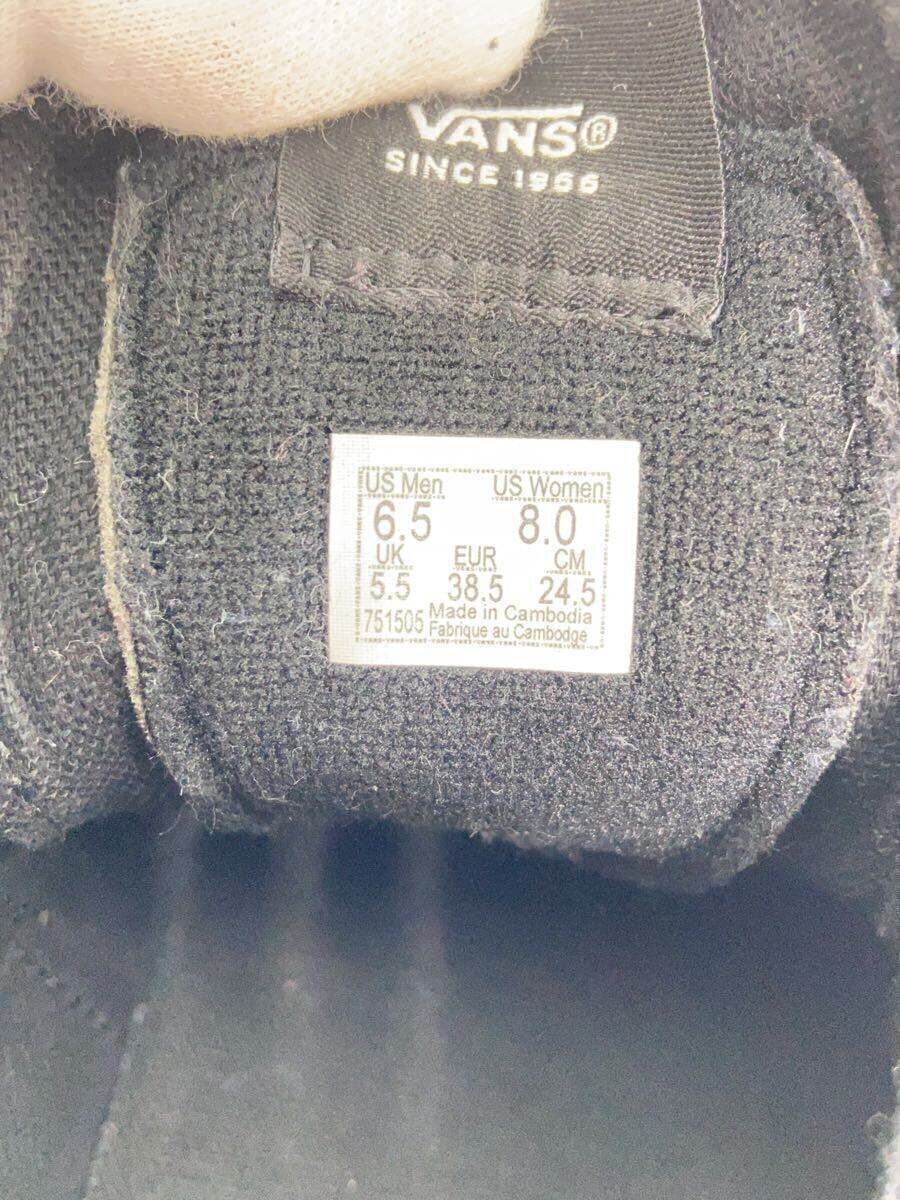 VANS®
SINCE 1966
US Men US Women
6.5 8.0
UK EUR CM
5.5 38.5 24.5
751505 Made in Cambodia
Fabrique au Cambodge